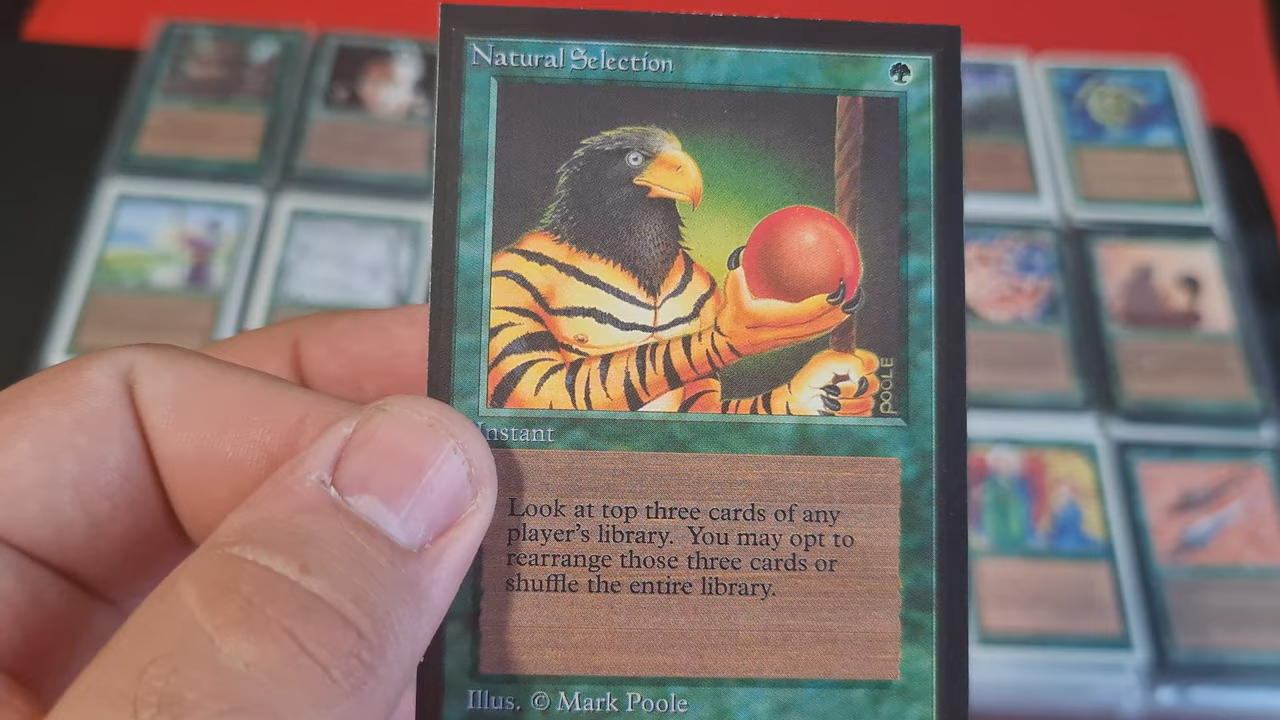 Natural Selection
POOLE
Instant
Look at top three cards of any
player's library. You may opt to
rearrange those three cards or
shuffle the entire library.
Illus. © Mark Poole